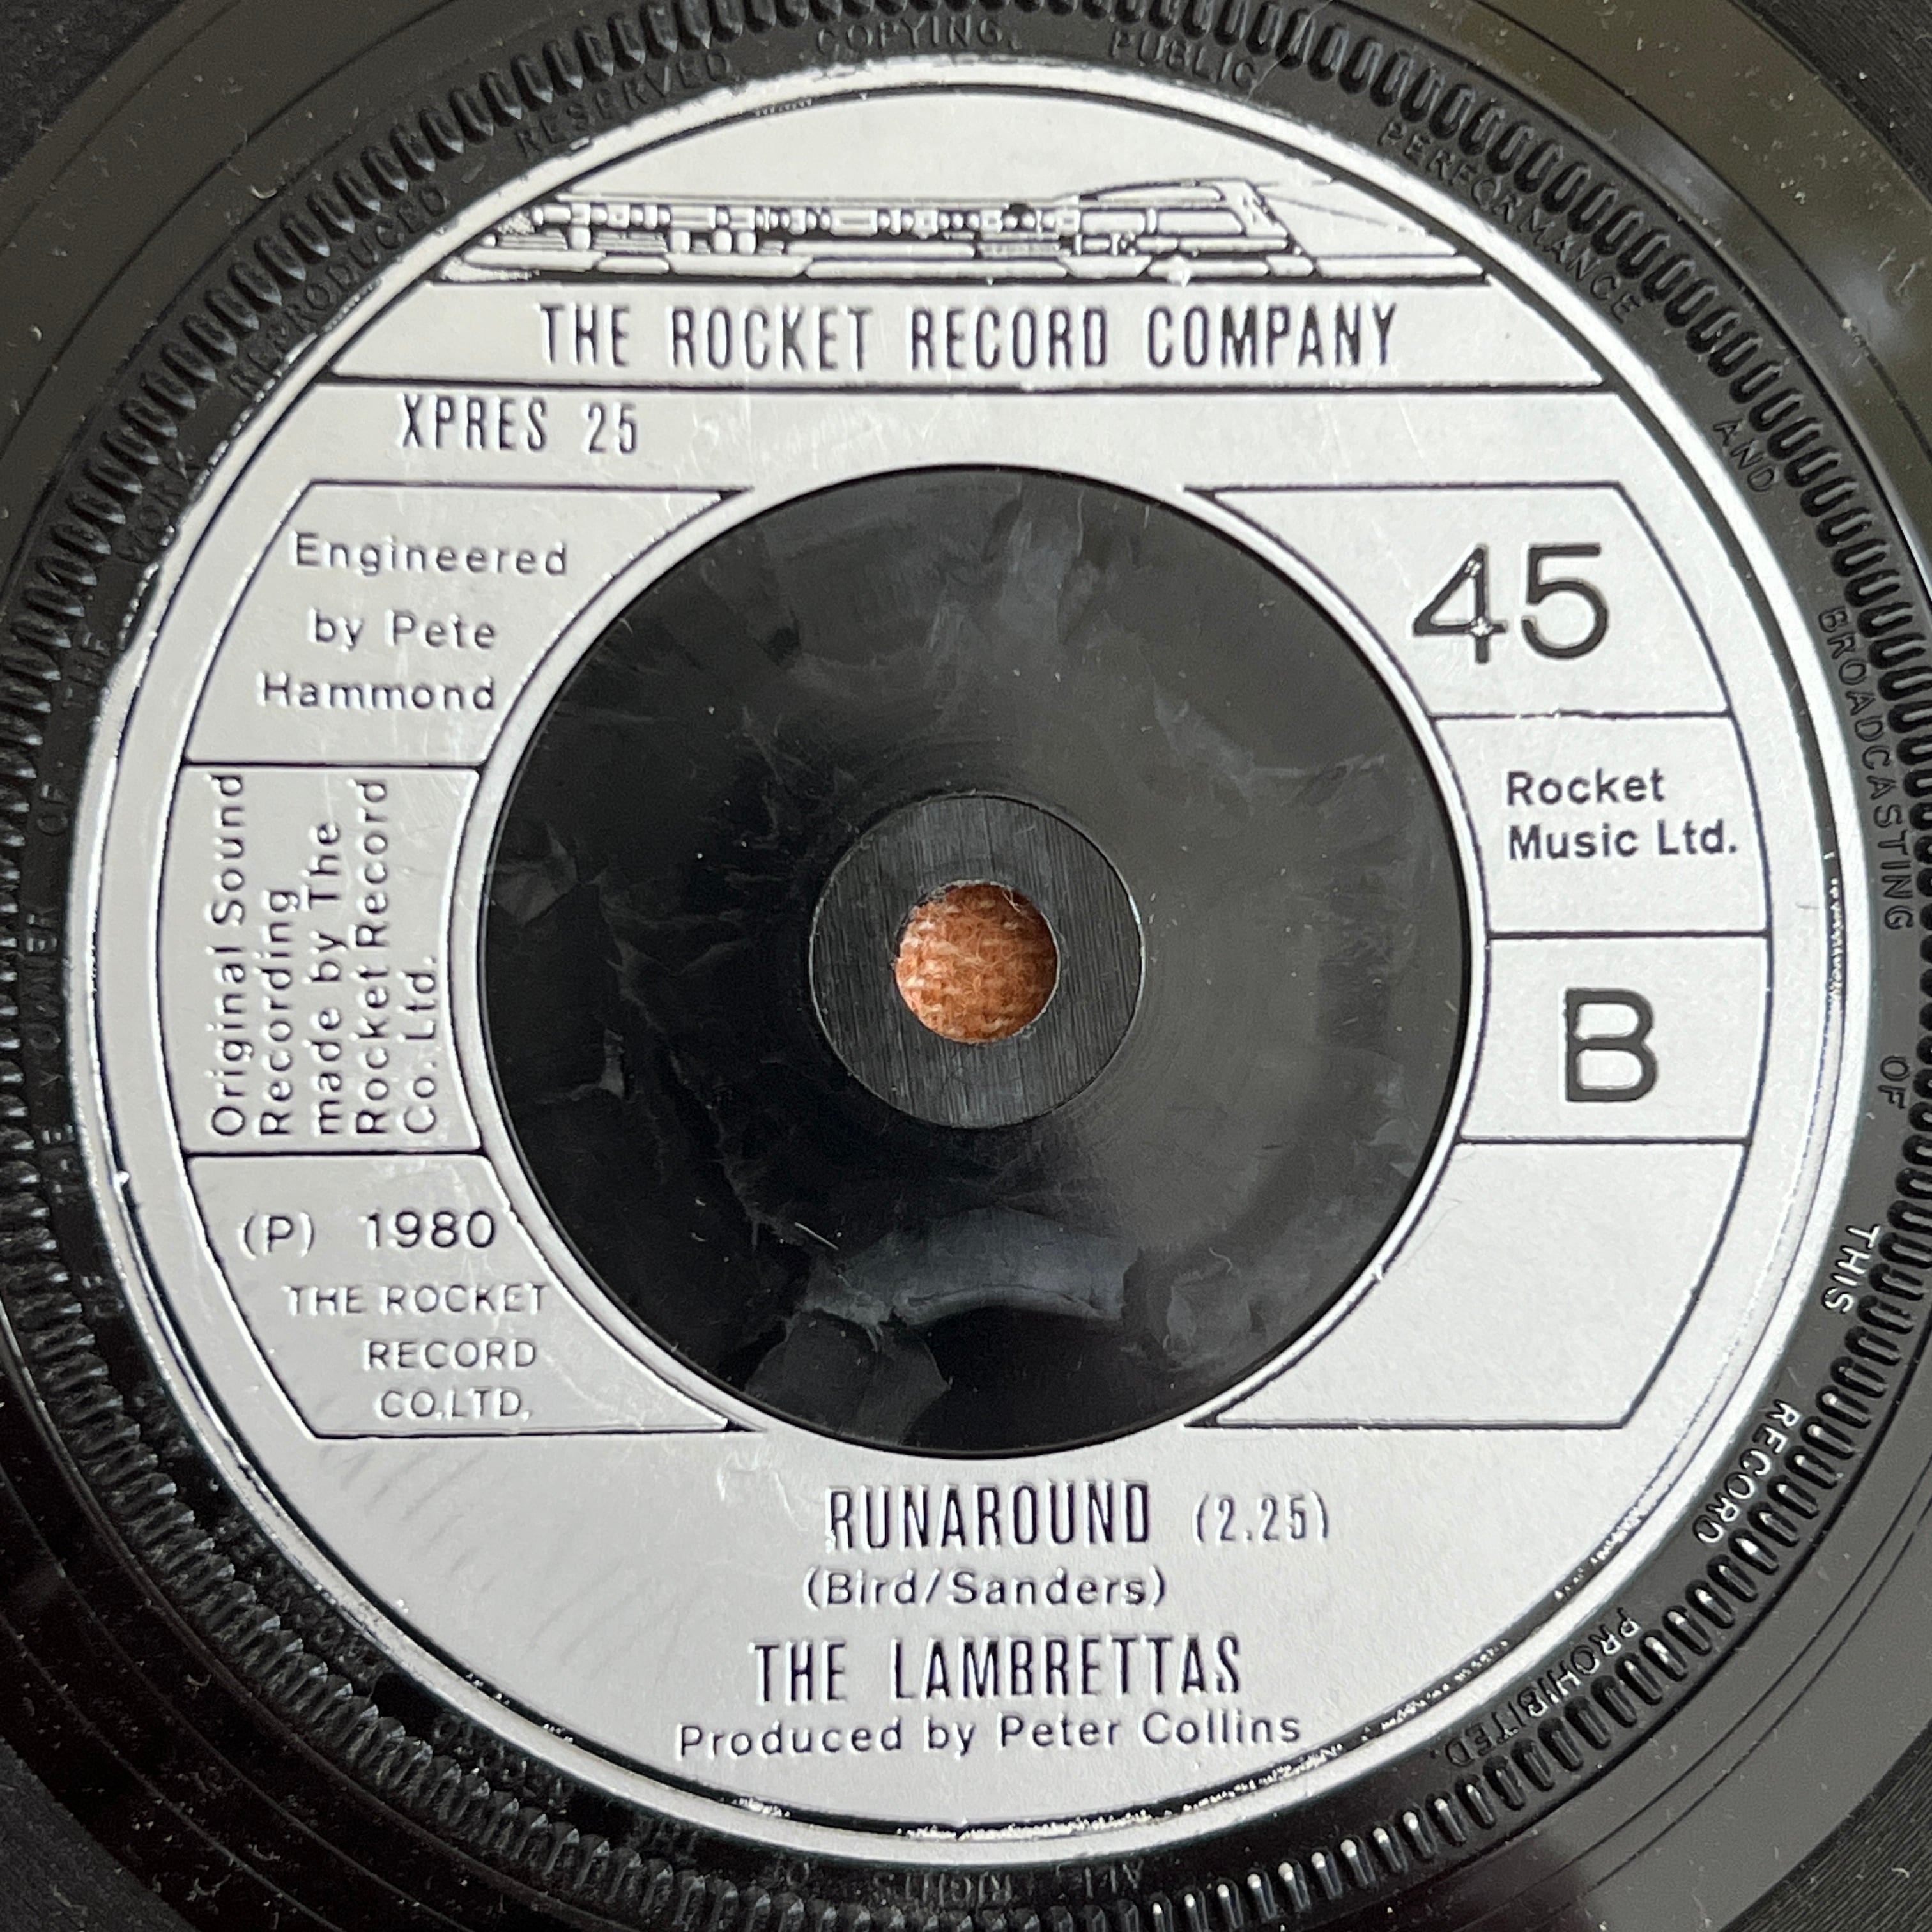 THE ROCKET RECORD COMPANY
XPRES 25
Engineered
by Pete
Hammond
45
Rocket
Music Ltd.
Original Sound
Recording
made by The
Rocket Record
Co. Ltd.
B
(P) 1980
THE ROCKET
RECORD
CO.LTD.
RUNAROUND (2.25)
(Bird/Sanders)
THE LAMBRETTAS
Produced by Peter Collins
OF THE WORK REPRODUCED RESERVED COPYING, PUBLIC PERFORMANCE AND BROADCASTING OF THIS RECORD PROHIBITED.
ALL RIGHTS